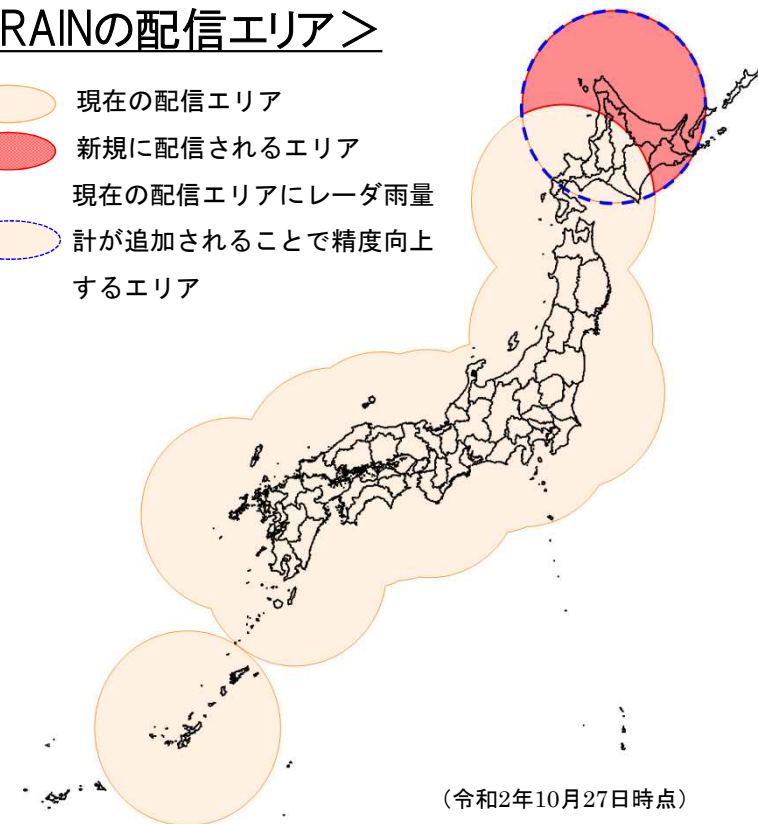 RAINの配信エリア＞
現在の配信エリア
新規に配信されるエリア
現在の配信エリアにレーダ雨量
計が追加されることで精度向上
するエリア
（令和2年10月27日時点）